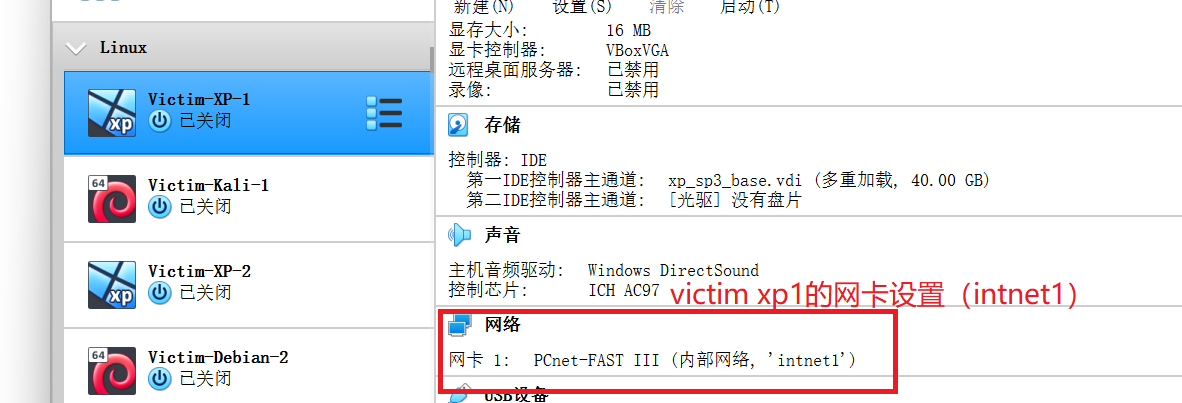 新建(N) 设置(S) 清除 启动(T)
Linux
Victim-XP-1
xp
已关闭
64
Victim-Kali-1
已关闭
Victim-XP-2
xp
已关闭
64
Victim-Debian-2
已关闭
显存大小: 16 MB
显卡控制器: VBoxVGA
远程桌面服务器: 已禁用
录像: 已禁用
存储
控制器: IDE
第一IDE控制器主通道: xp_sp3_base.vdi (多重加载, 40.00 GB)
第二IDE控制器主通道: [光驱] 没有盘片
声音
主机音频驱动: Windows DirectSound
控制芯片: ICH AC97
victim xp1的网卡设置（intnet1）
网络
网卡 1: PCnet-FAST III (内部网络, 'intnet1')
USB设备